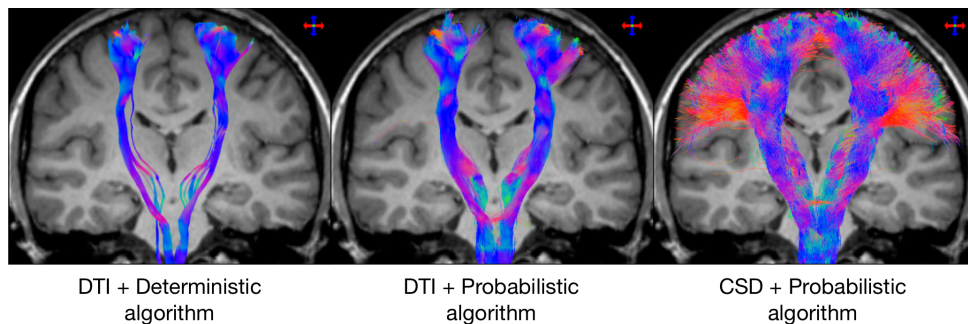 DTI + Deterministic
algorithm
DTI + Probabilistic
algorithm
CSD + Probabilistic
algorithm